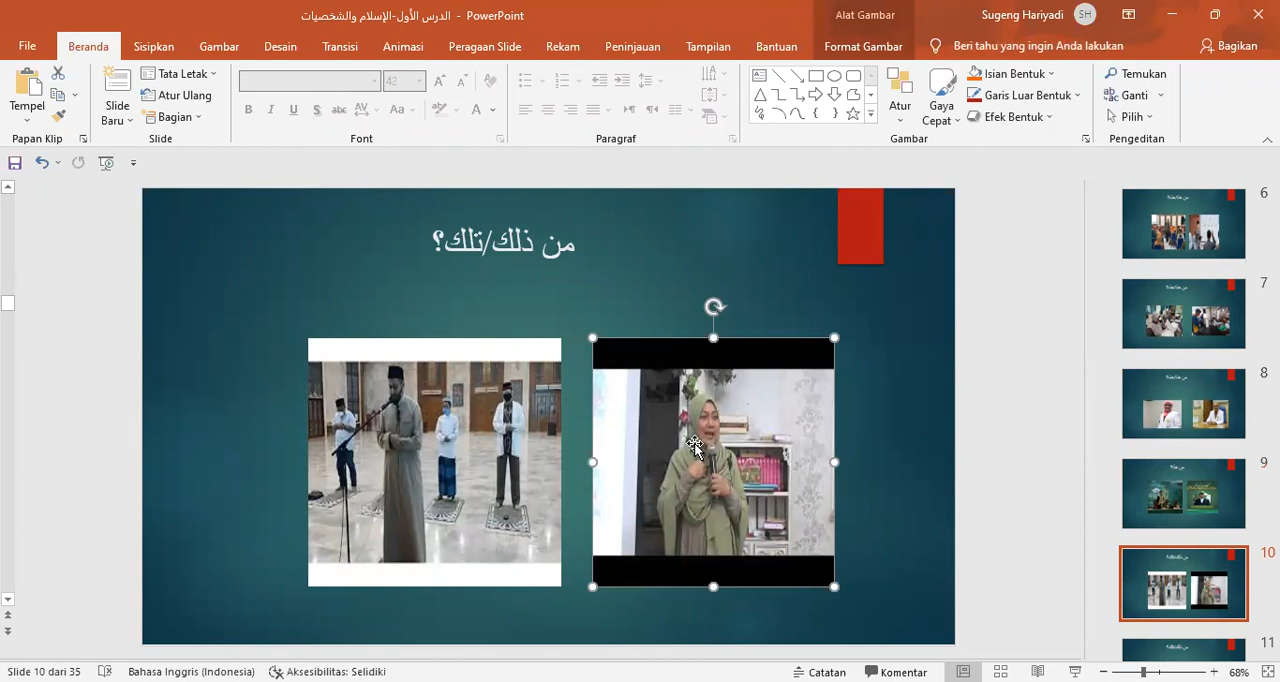 الدرس الأول-الإسلام والشخصيات - PowerPoint
Alat Gambar
Sugeng Hariyadi
SH
File
Beranda
Sisipkan
Gambar
Desain
Transisi
Animasi
Peragaan Slide
Rekam
Peninjauan
Tampilan
Bantuan
Format Gambar
Beri tahu yang ingin Anda lakukan
Bagikan
Tempel
Papan Klip
Slide
Baru
Tata Letak
Atur Ulang
Bagian
Slide
42
B I U S abc AV Aa A
Font
Paragraf
Atur
Gaya
Cepat
Isian Bentuk
Garis Luar Bentuk
Efek Bentuk
Gambar
Temukan
Ganti
Pilih
Pengeditan
من ذلك/تلك؟
6
7
8
9
10
11
Slide 10 dari 35
Bahasa Inggris (Indonesia)
Aksesibilitas: Selidiki
Catatan
Komentar
68%